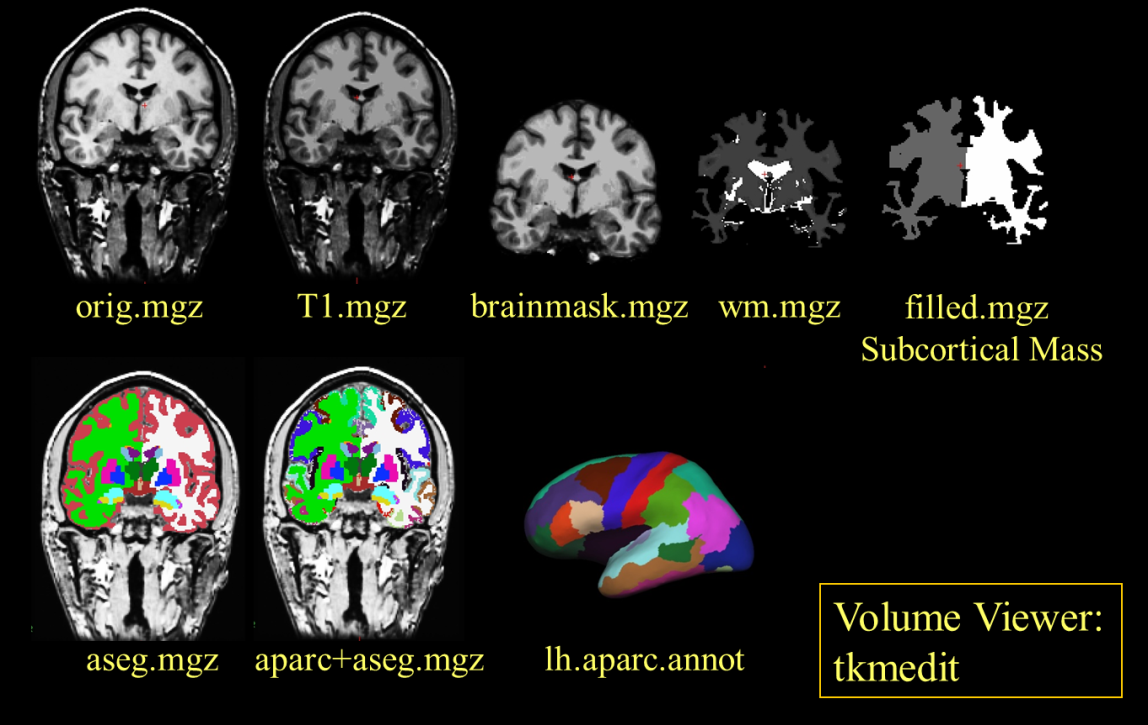 orig.mgz
T1.mgz
brainmask.mgz
wm.mgz
filled.mgz
Subcortical Mass
aseg.mgz
aparc+aseg.mgz
lh.aparc.annot
Volume Viewer:
tkmedit